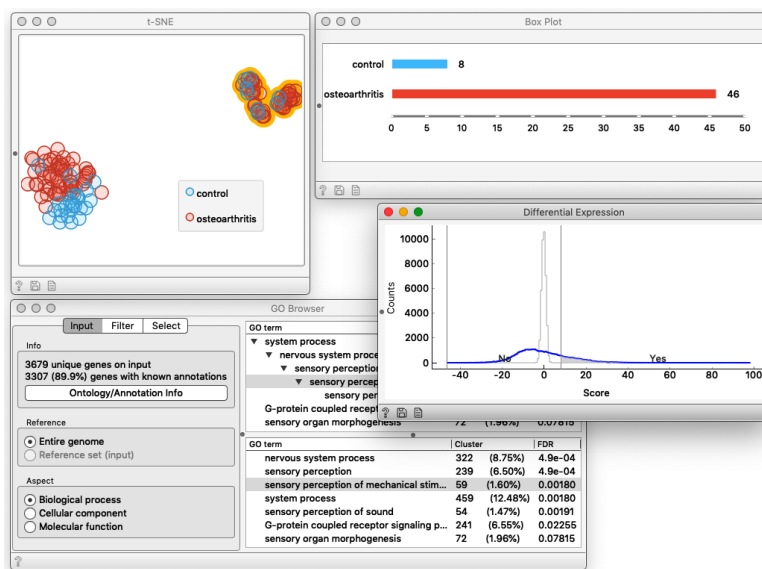 t-SNE
control
osteoarthritis
Box Plot
control
8
osteoarthritis
46
0 5 10 15 20 25 30 35 40 45 50
Differential Expression
10000
8000
6000
4000
2000
0
Counts
No
Yes
-40 -20 0 20 40 60 80 100
Score
GO Browser
Input Filter Select
Info
3679 unique genes on input
3307 (89.9%) genes with known annotations
Ontology/Annotation Info
Reference
Entire genome
Reference set (input)
Aspect
Biological process
Cellular component
Molecular function
GO term
system process
nervous system proce
sensory perception
sensory percep
sensory per
G-protein coupled recept
sensory organ morphogenesis 72 (1.96%) 0.07815
GO term Cluster FDR
nervous system process 322 (8.75%) 4.9e-04
sensory perception 239 (6.50%) 4.9e-04
sensory perception of mechanical stim... 59 (1.60%) 0.00180
system process 459 (12.48%) 0.00180
sensory perception of sound 54 (1.47%) 0.00191
G-protein coupled receptor signaling p... 241 (6.55%) 0.02255
sensory organ morphogenesis 72 (1.96%) 0.07815